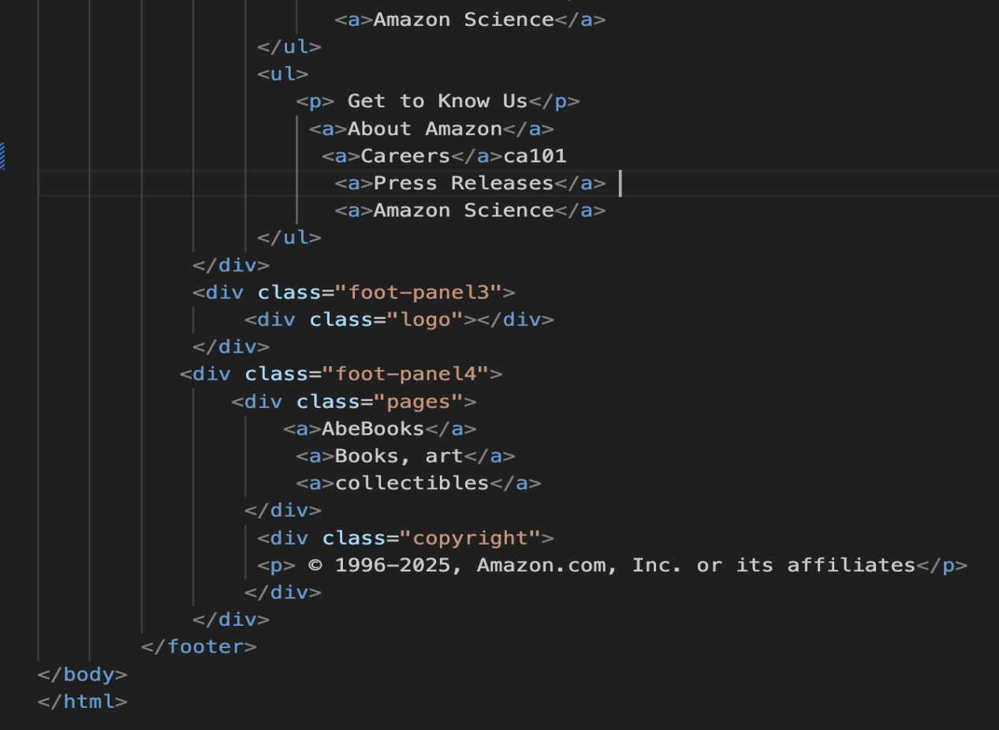 <a>Amazon Science</a>
</ul>
<ul>
<p> Get to Know Us</p>
<a>About Amazon</a>
<a>Careers</a>ca101
<a>Press Releases</a>
<a>Amazon Science</a>
</ul>
</div>
<div class="foot-panel3">
<div class="logo"></div>
</div>
<div class="foot-panel4">
<div class="pages">
<a>AbeBooks</a>
<a>Books, art</a>
<a>collectibles</a>
</div>
<div class="copyright">
<p> © 1996-2025, Amazon.com, Inc. or its affiliates</p>
</div>
</div>
</footer>
</body>
</html>